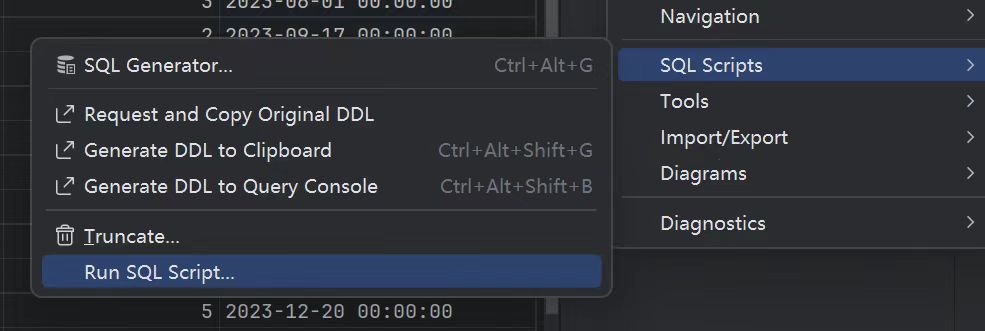 3 2023-06-01 00:00:00
2 2023-09-17 00:00:00
SQL Generator... Ctrl+Alt+G
Request and Copy Original DDL
Generate DDL to Clipboard Ctrl+Alt+Shift+G
Generate DDL to Query Console Ctrl+Alt+Shift+B
Truncate...
Run SQL Script...
5 2023-12-20 00:00:00
Navigation
SQL Scripts
Tools
Import/Export
Diagrams
Diagnostics